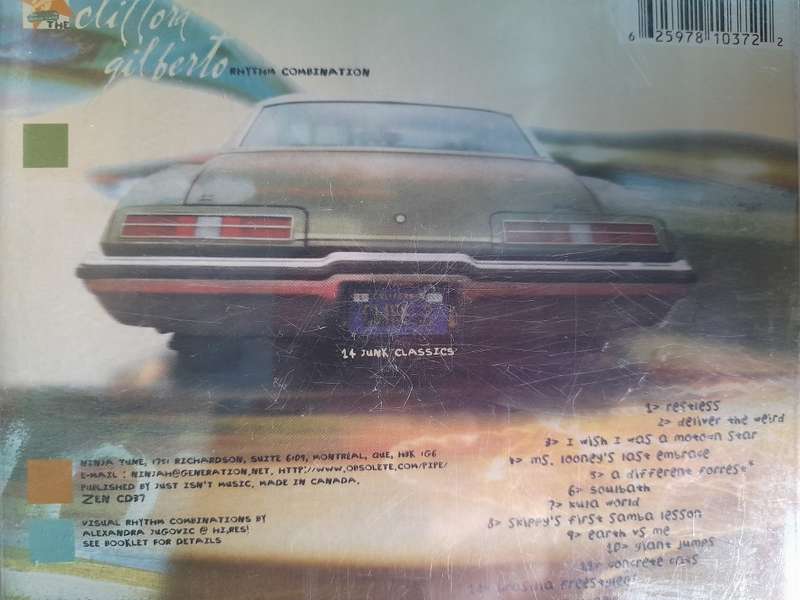 THE clifford
gilberto RHYTHM COMBINATION
6 25978 10372 2
14 JUNK CLASSICS
NINJA TUNE, 1751 RICHARDSON, SUITE 6109, MONTREAL, QUE, H3K 1G6
E-MAIL : NINJAH@GENERATION.NET, HTTP://WWW.OBSOLETE.COM/PIPE/
PUBLISHED BY JUST ISN'T MUSIC. MADE IN CANADA.
ZEN CD37
VISUAL RHYTHM COMBINATIONS BY
ALEXANDRA JUGOVIC @ HI,RES!
SEE BOOKLET FOR DETAILS
1> restless
2> deliver the weird
3> I wish I was a motown star
4> ms. looney's last embrace
5> a different forrest*
6> soulbath
7> kula world
8> skippy's first samba lesson
9> earth vs me
10> giant jumps
11> concrete cats
12> brasilia freestylers